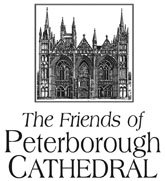 The Friends of
Peterborough
CATHEDRAL